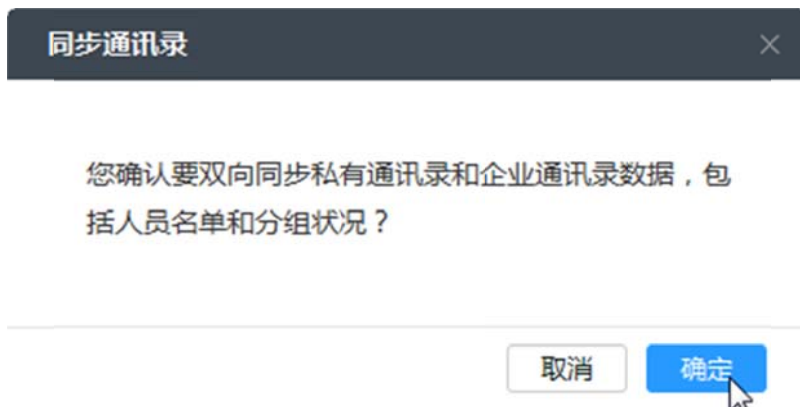 同步通讯录
您确认要双向同步私有通讯录和企业通讯录数据，包
括人员名单和分组状况？
取消
确定